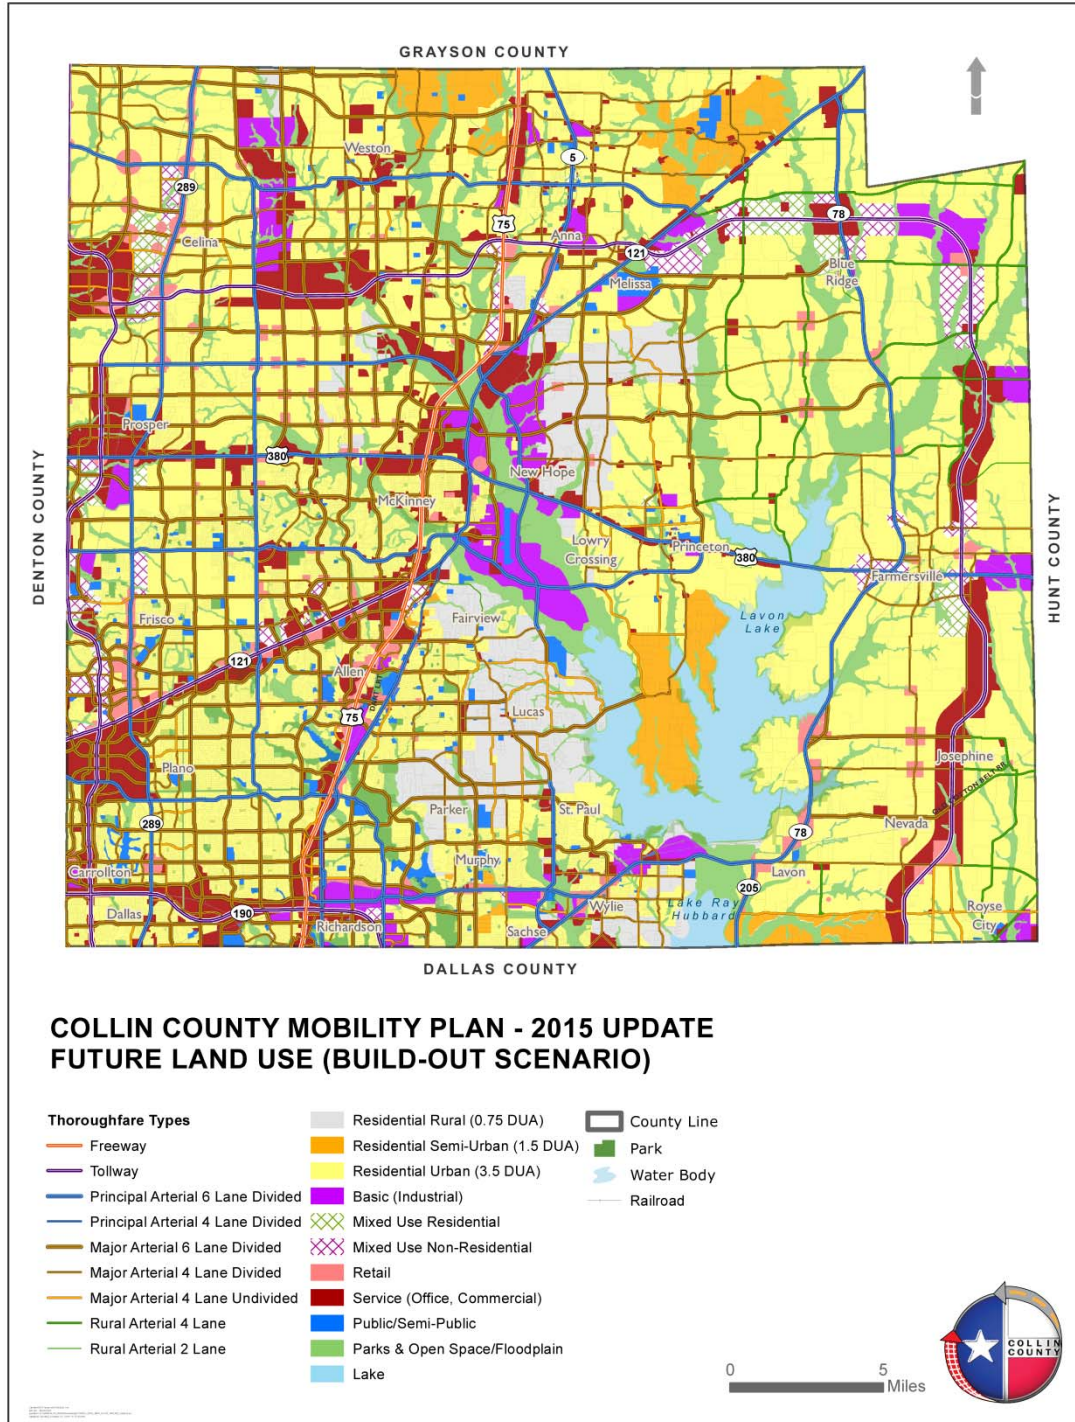 GRAYSON COUNTY
Weston
5
289
75
78
Celina
Anna
121
Melissa
Blue
Ridge
Prosper
380
New Hope
DENTON COUNTY
McKinney
HUNT COUNTY
Lowry
Crossing
Princeton
380
Farmersville
Frisco
Fairview
Lavon
Lake
121
Allen
75
Lucas
Plano
Josephine
Parker
St. Paul
289
Nevada
78
Murphy
Carrollton
Lavon
205
Dallas
190
Wylie
Lake Ray
Hubbard
Royse
City
Richardson
Sachse
DALLAS COUNTY
COLLIN COUNTY MOBILITY PLAN - 2015 UPDATE
FUTURE LAND USE (BUILD-OUT SCENARIO)
Thoroughfare Types
Freeway
Tollway
Principal Arterial 6 Lane Divided
Principal Arterial 4 Lane Divided
Major Arterial 6 Lane Divided
Major Arterial 4 Lane Divided
Major Arterial 4 Lane Undivided
Rural Arterial 4 Lane
Rural Arterial 2 Lane
Residential Rural (0.75 DUA)
Residential Semi-Urban (1.5 DUA)
Residential Urban (3.5 DUA)
Basic (Industrial)
Mixed Use Residential
Mixed Use Non-Residential
Retail
Service (Office, Commercial)
Public/Semi-Public
Parks & Open Space/Floodplain
Lake
County Line
Park
Water Body
Railroad
0 5
Miles
COLLIN
COUNTY